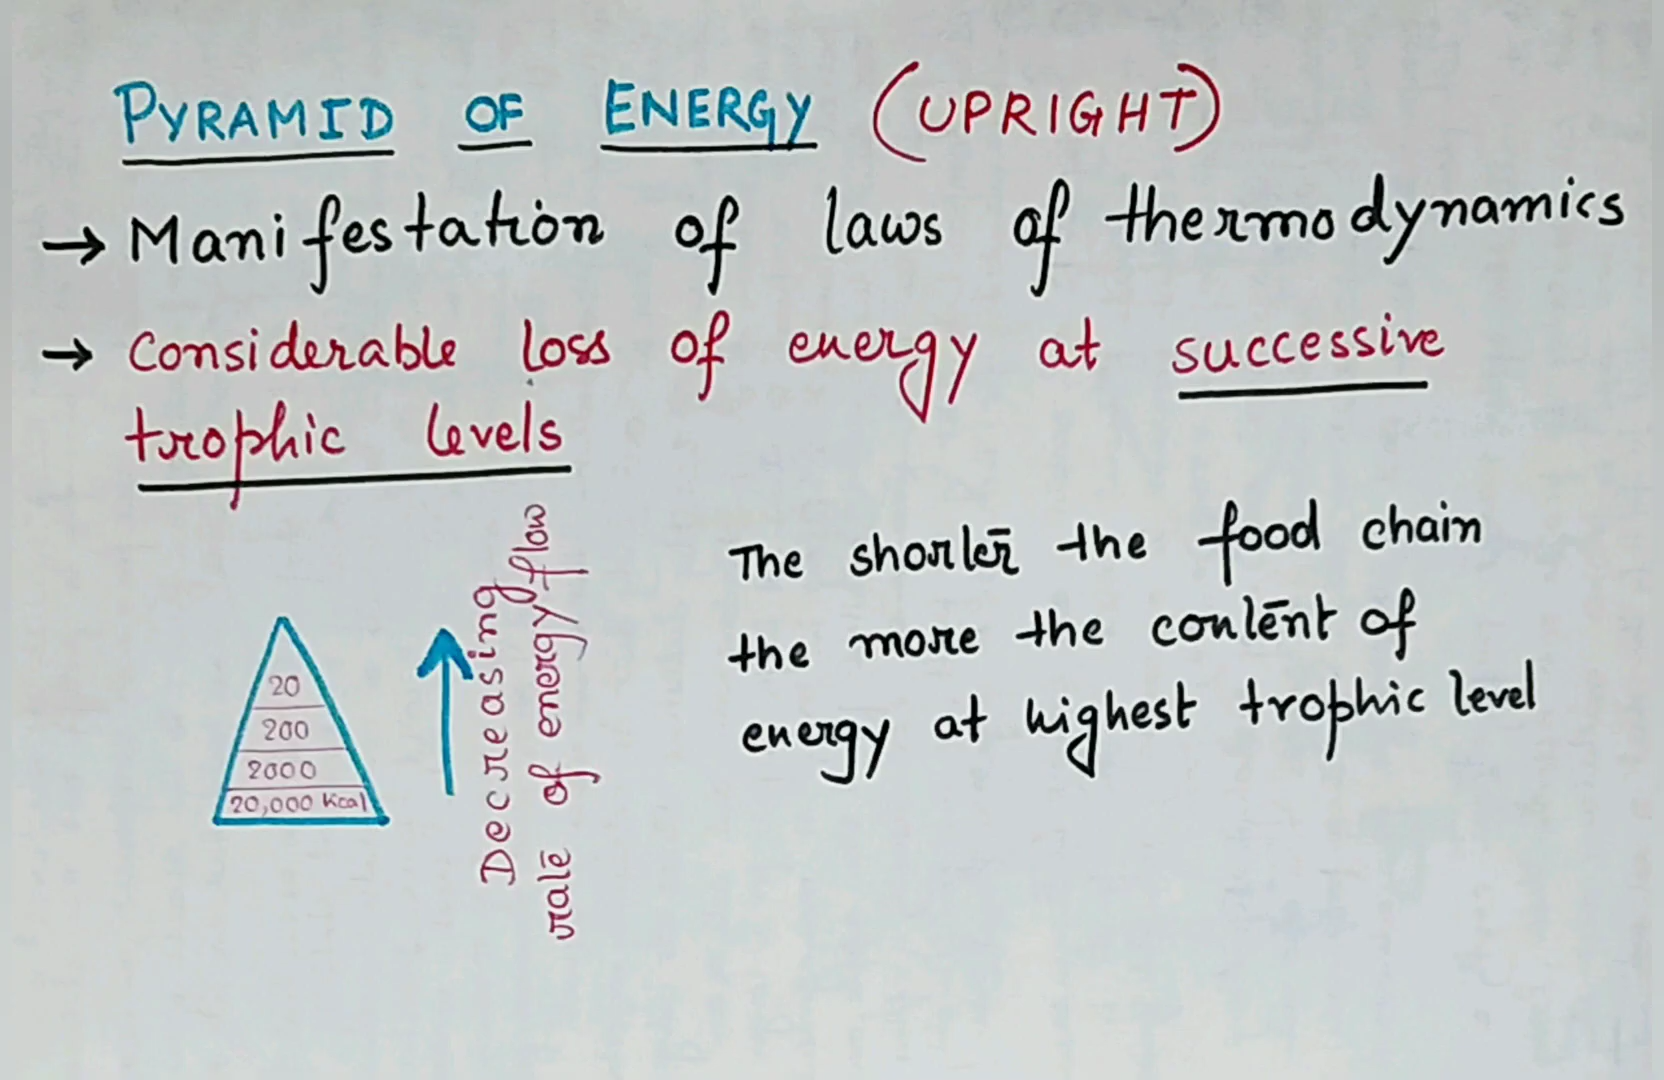 PYRAMID OF ENERGY (UPRIGHT)
→ Manifestation of laws of thermodynamics
→ Considerable loss of energy at successive
trophic levels
20
200
2000
20,000 Kcal
Decreasing
rate of energy flow
The shorter the food chain
the more the content of
energy at highest trophic level